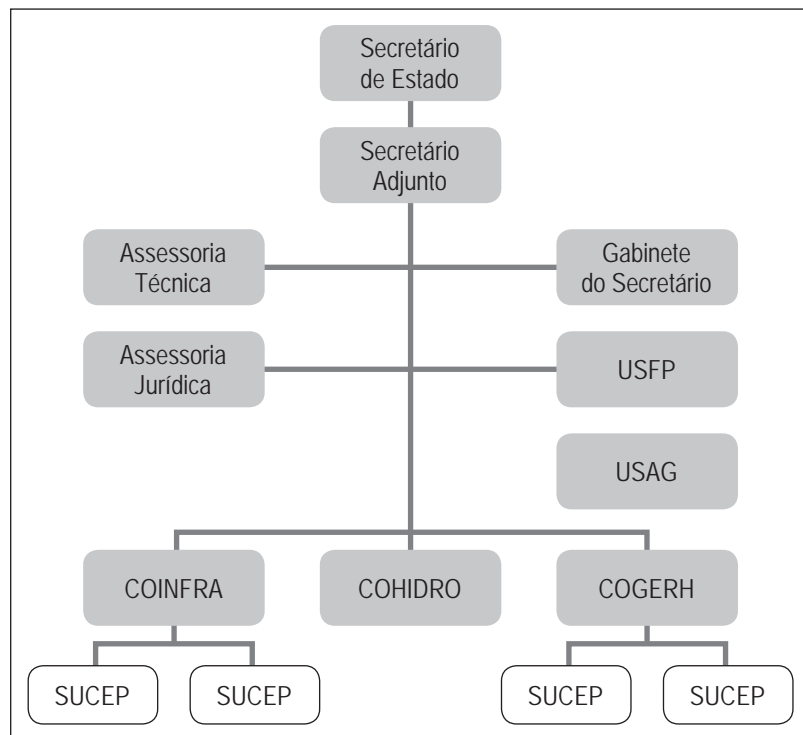 Secretário
de Estado
Secretário
Adjunto
Assessoria
Técnica
Gabinete
do Secretário
Assessoria
Jurídica
USFP
USAG
COINFRA
COHIDRO
COGERH
SUCEP
SUCEP
SUCEP
SUCEP